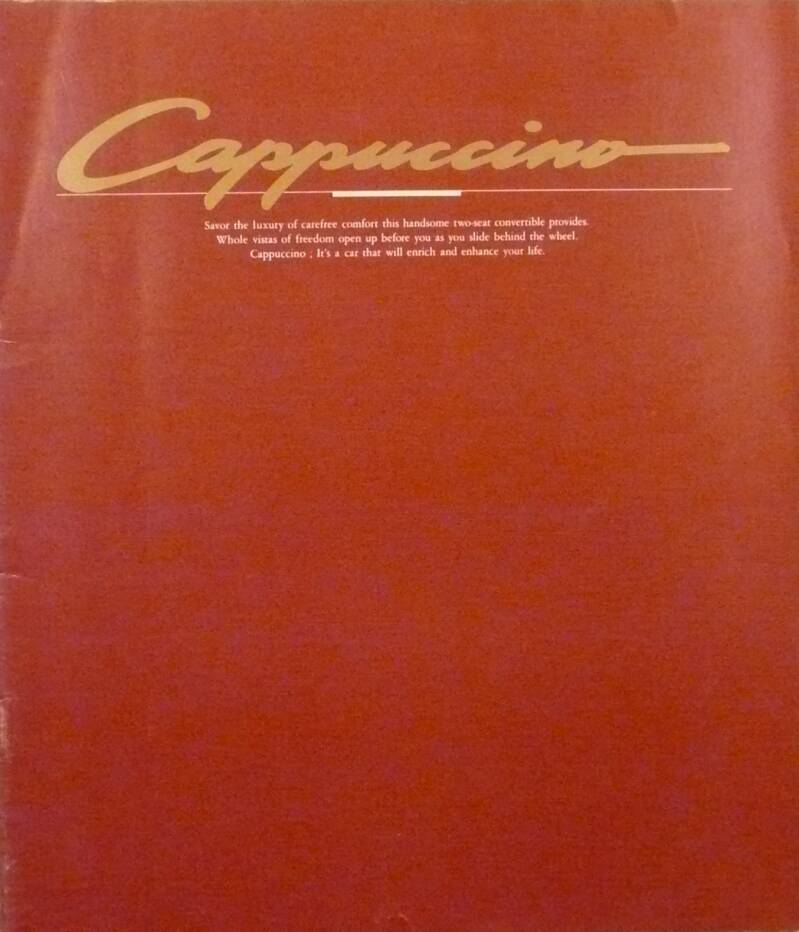 Cappuccino
Savor the luxury of carefree comfort this handsome two-seat convertible provides.
Whole vistas of freedom open up before you as you slide behind the wheel.
Cappuccino ; It's a car that will enrich and enhance your life.